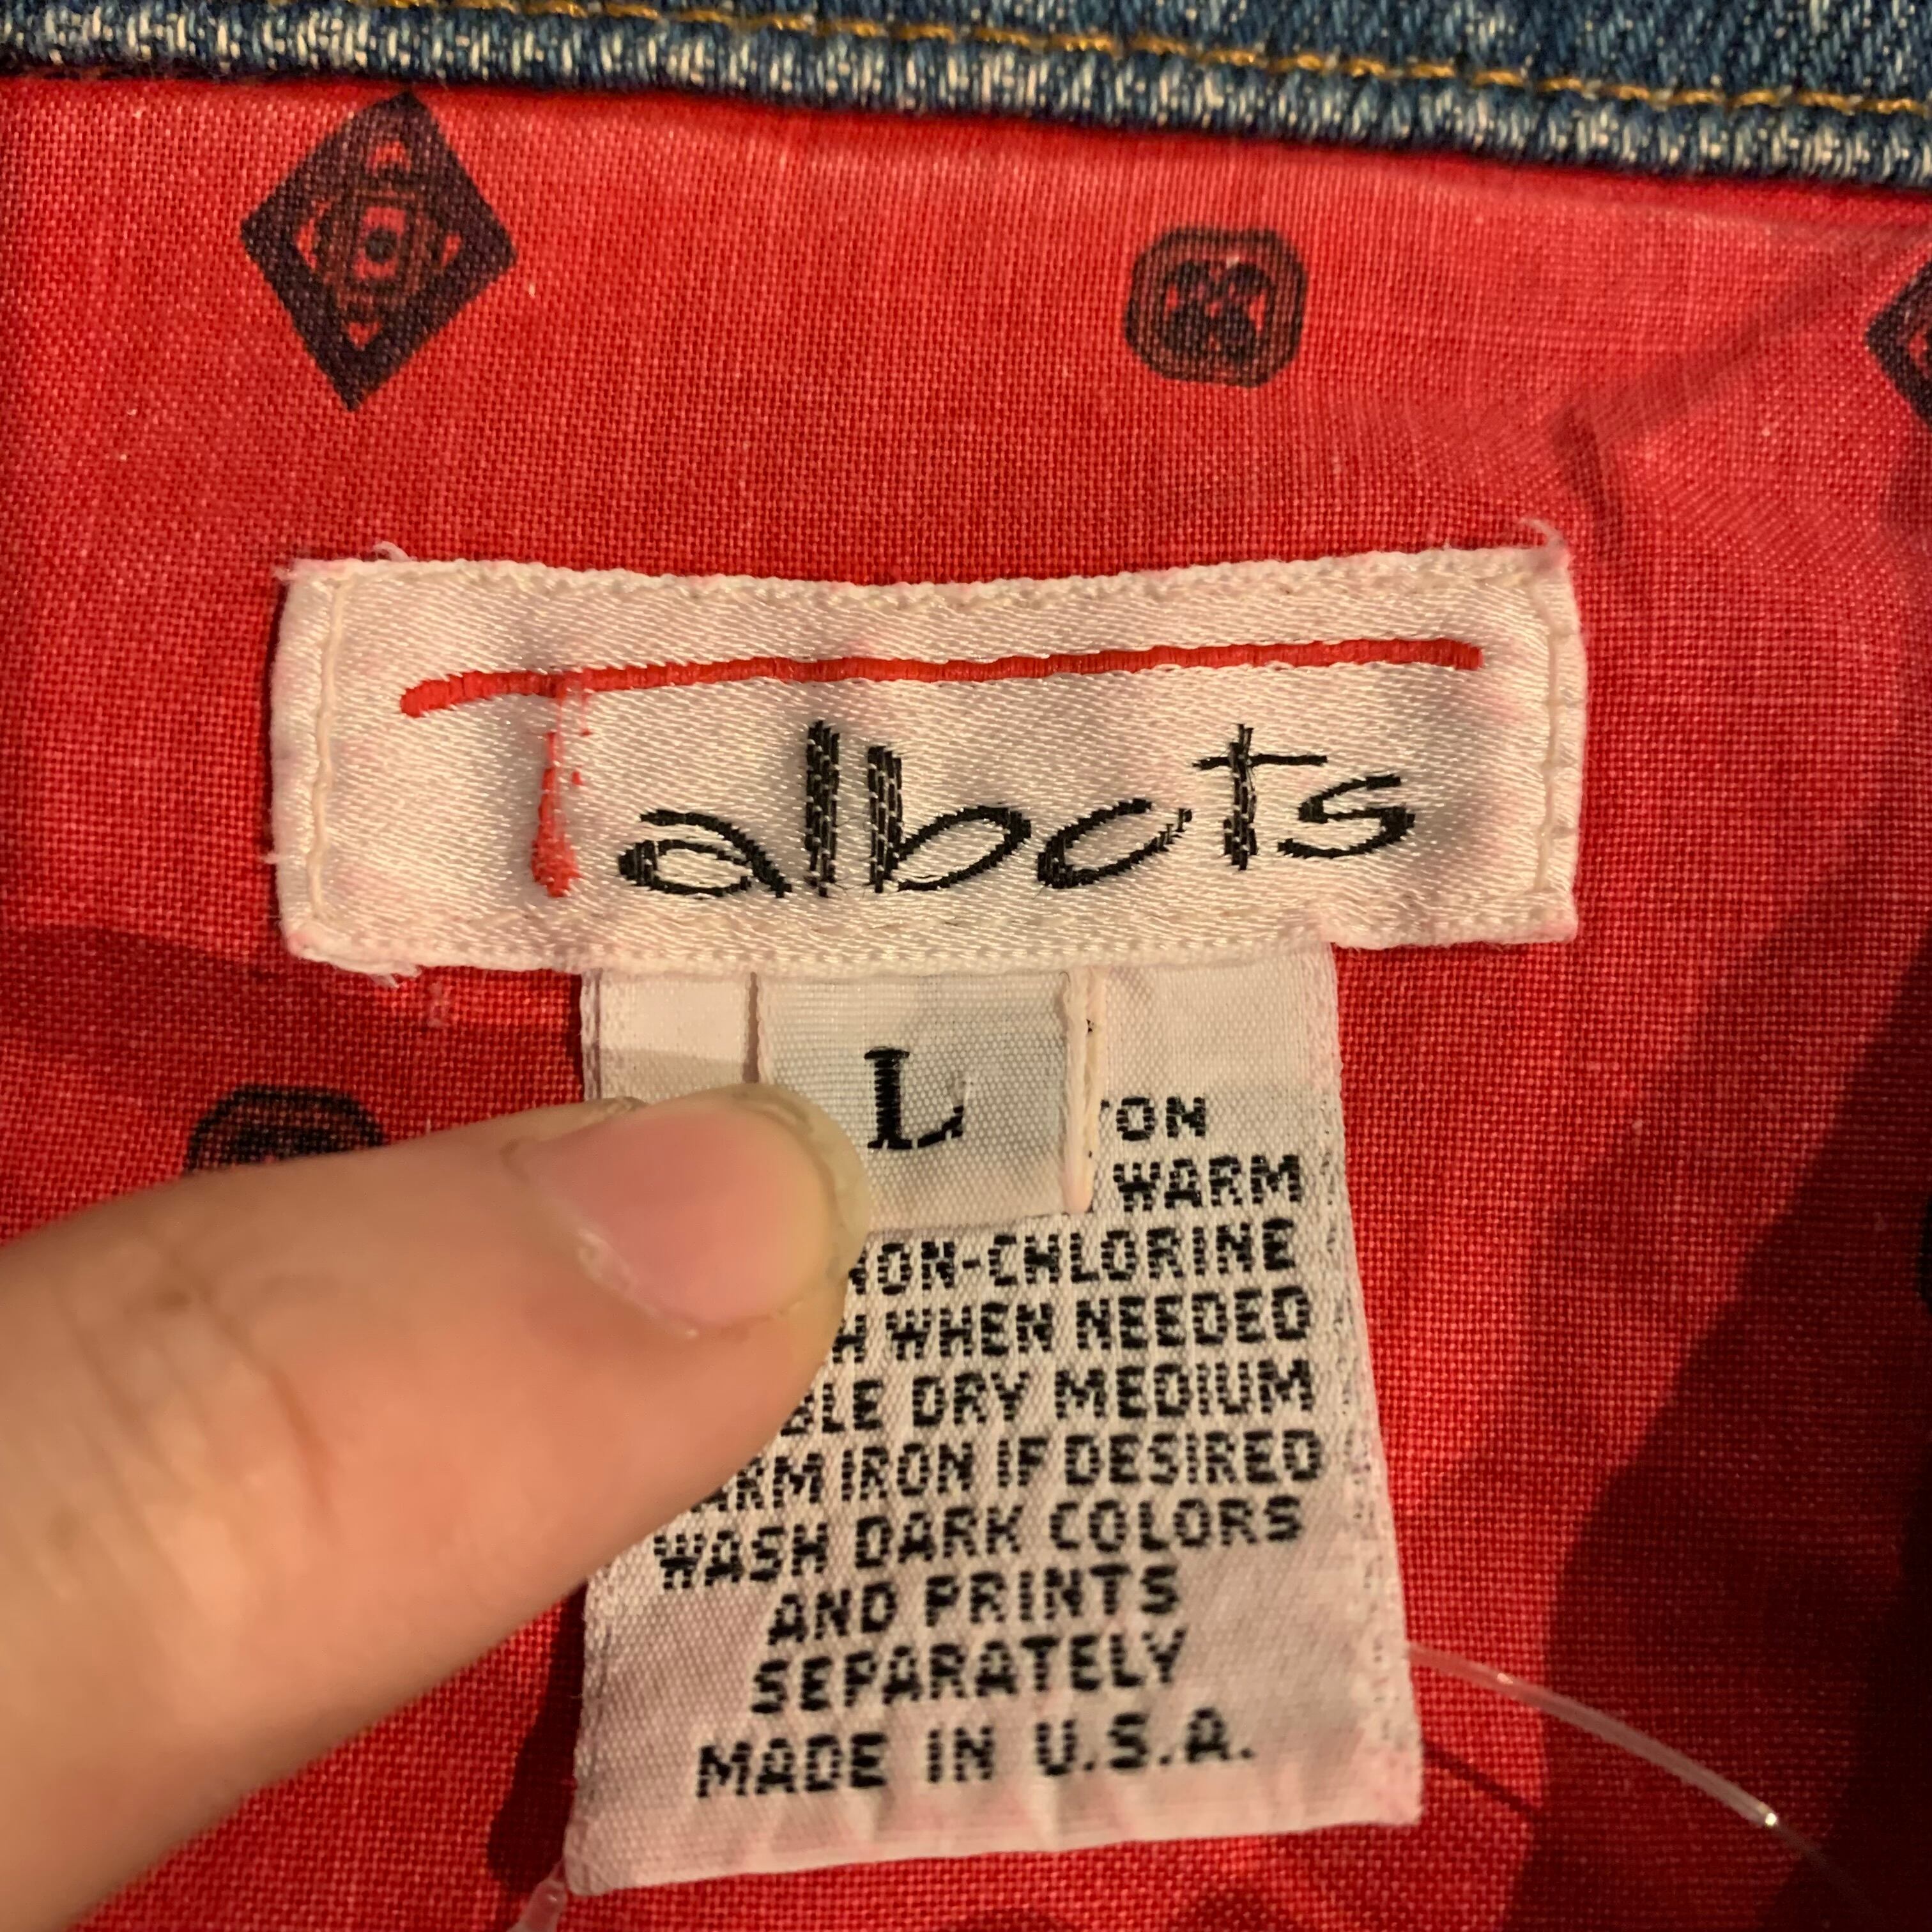 Talbots
L
ON
WARM
NON-CHLORINE
WHEN NEEDED
DRY MEDIUM
IRON IF DESIRED
WASH DARK COLORS
AND PRINTS
SEPARATELY
MADE IN U.S.A.